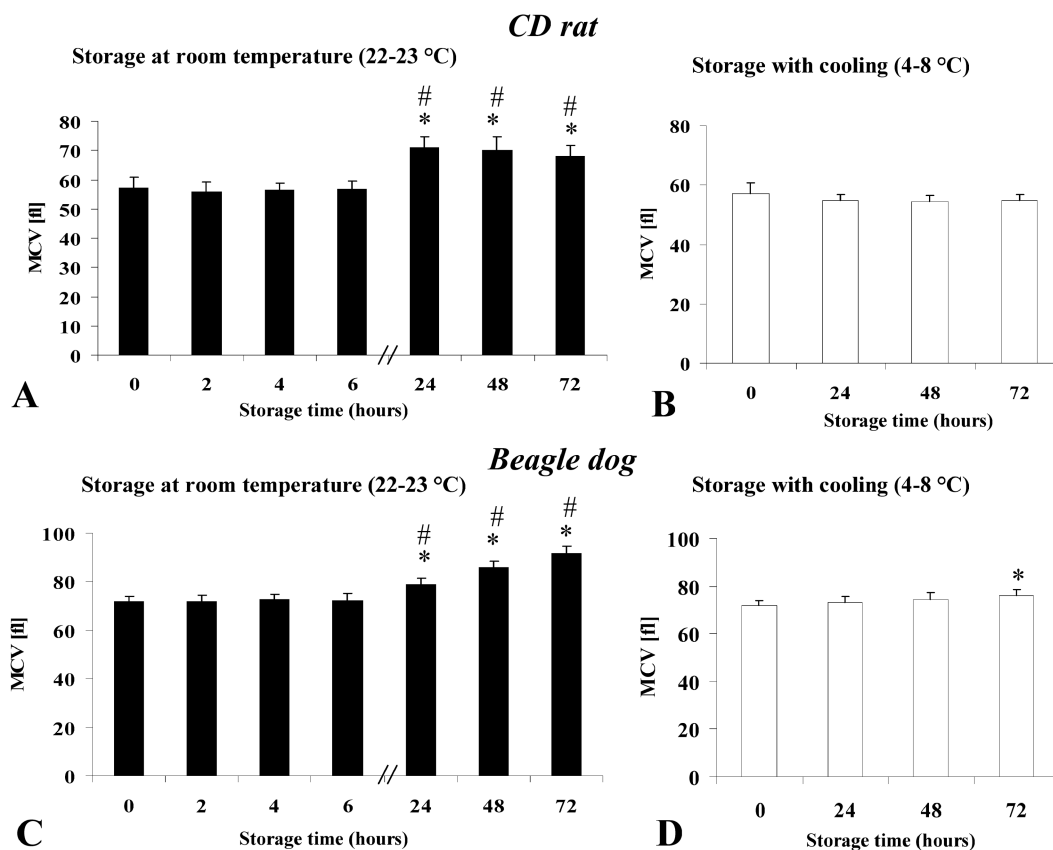 CD rat
Storage at room temperature (22-23 °C)
# # #
* * *
80
70
60
50
40
30
20
10
0
MCV [fl]
0 2 4 6 // 24 48 72
Storage time (hours)
A
Storage with cooling (4-8 °C)
80
60
40
20
0
MCV [fl]
0 24 48 72
Storage time (hours)
B
Beagle dog
Storage at room temperature (22-23 °C)
# # #
* * *
100
80
60
40
20
0
MCV [fl]
0 2 4 6 // 24 48 72
Storage time (hours)
C
Storage with cooling (4-8 °C)
*
100
80
60
40
20
0
MCV [fl]
0 24 48 72
Storage time (hours)
D